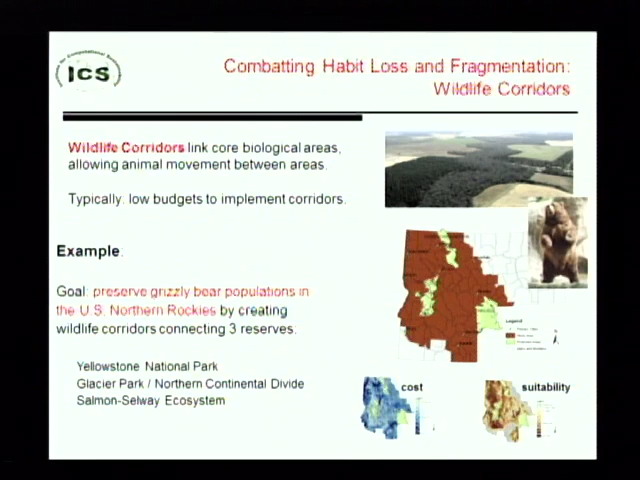 ICS
Combatting Habit Loss and Fragmentation:
Wildlife Corridors
Wildlife Corridors link core biological areas,
allowing animal movement between areas.
Typically: low budgets to implement corridors.
Example:
Goal: preserve grizzly bear populations in
the U.S. Northern Rockies by creating
wildlife corridors connecting 3 reserves:
Yellowstone National Park
Glacier Park / Northern Continental Divide
Salmon-Selway Ecosystem
Legend
cost
suitability